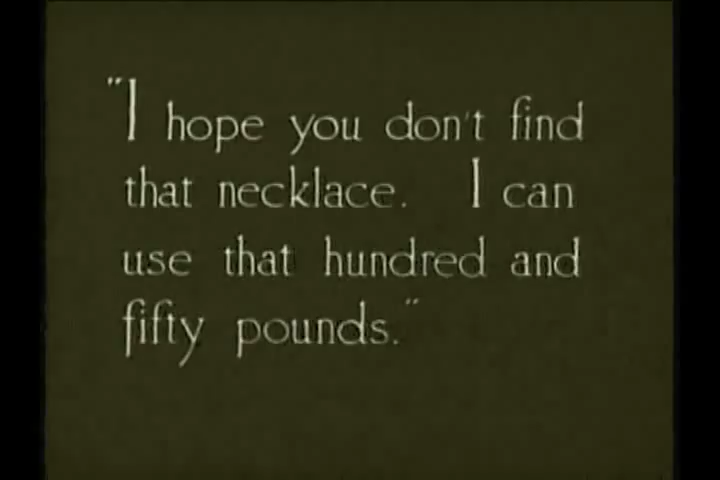 "I hope you don't find
that necklace. I can
use that hundred and
fifty pounds."